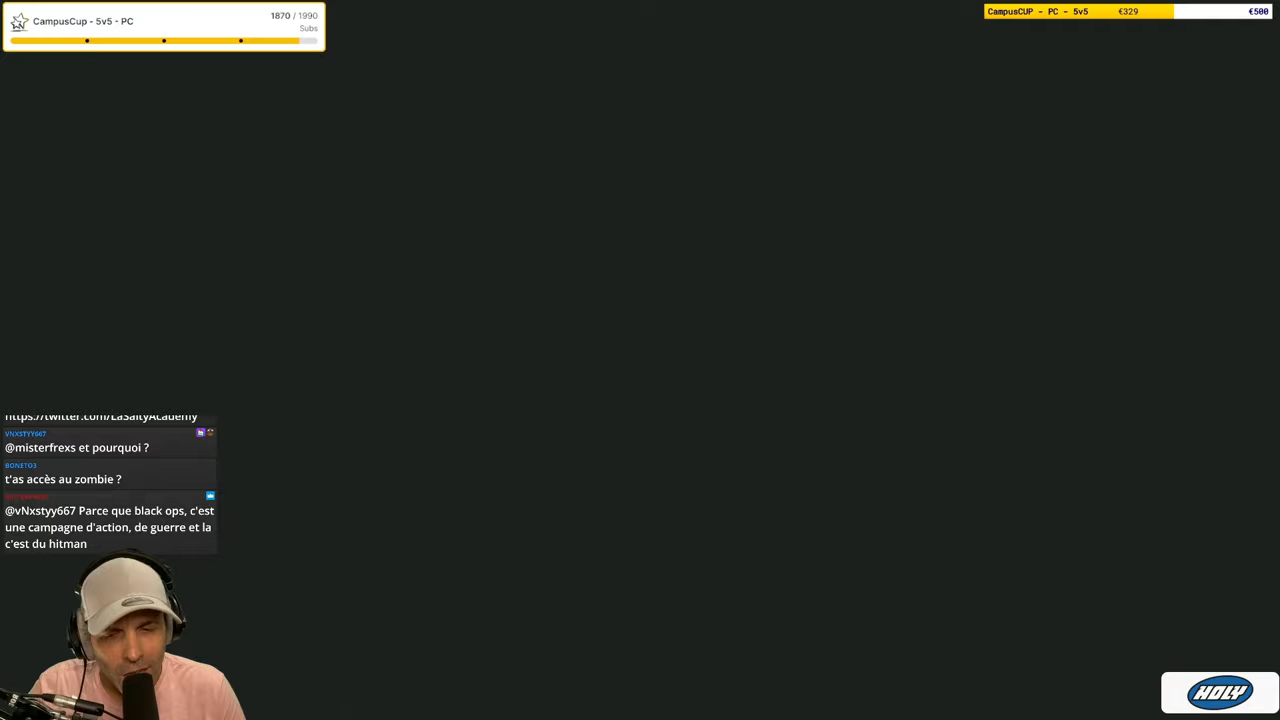 CampusCup - 5v5 - PC
1870 / 1990
Subs
CampusCUP - PC - 5v5 €329 €500
https://twitter.com/LaSaltyAcademy
VNXSTYY667
@misterfrexs et pourquoi ?
BONETO3
t'as accès au zombie ?
@vNxstyy667 Parce que black ops, c'est
une campagne d'action, de guerre et la
c'est du hitman
HOLY